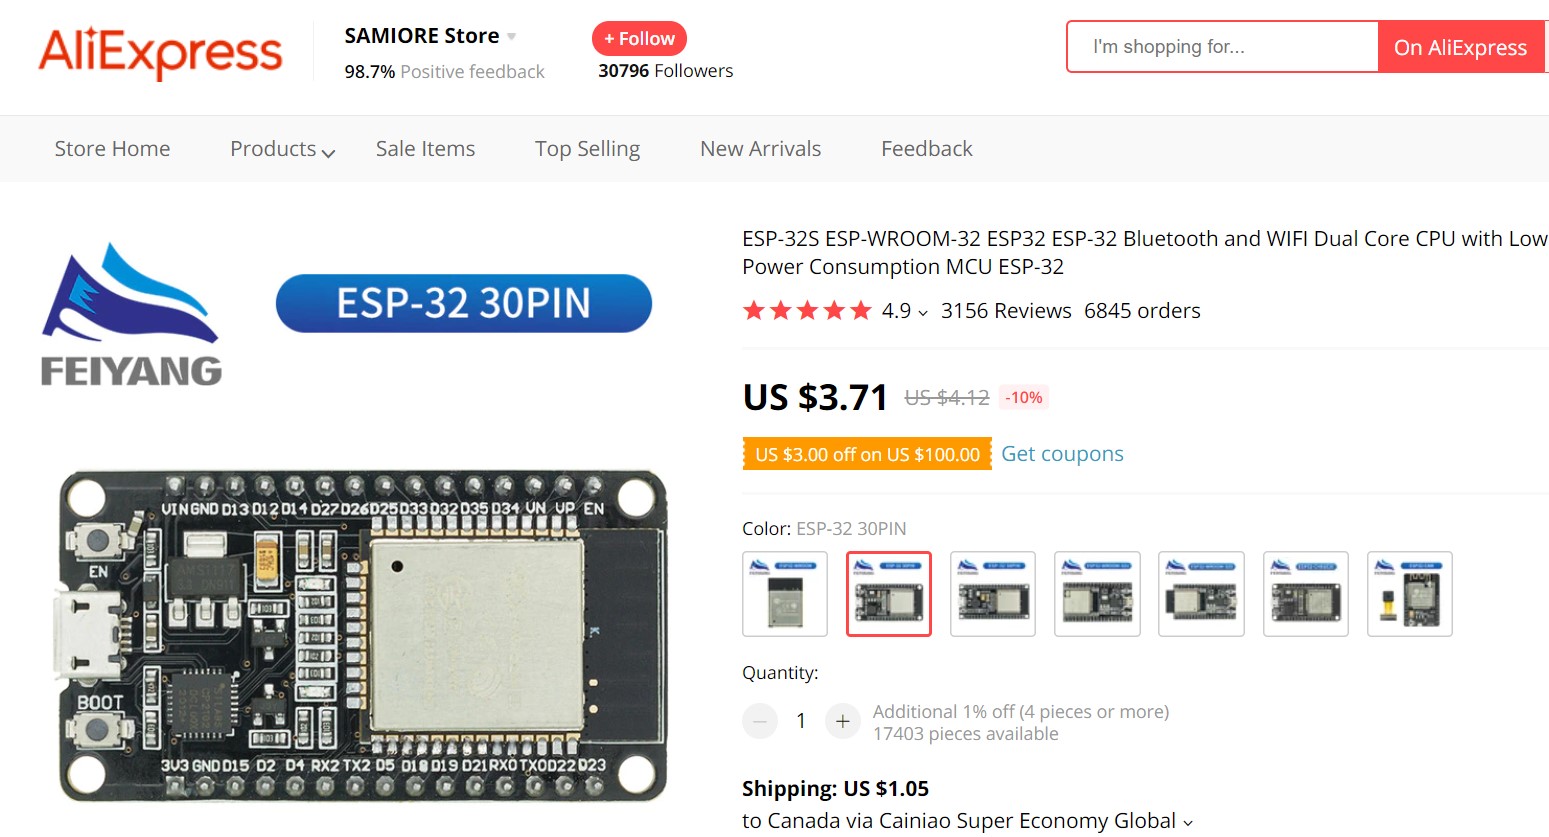 AliExpress
SAMIORE Store
98.7% Positive feedback
+ Follow
30796 Followers
I'm shopping for...
On AliExpress
Store Home
Products
Sale Items
Top Selling
New Arrivals
Feedback
FEIYANG
ESP-32 30PIN
VIN GND D13 D12 D14 D27 D26 D25 D33 D32 D35 D34 VN VP EN
EN
BOOT
3V3 GND D15 D2 D4 RX2 TX2 D5 D18 D19 D21 RX0 TX0 D22 D23
ESP-32S ESP-WROOM-32 ESP32 ESP-32 Bluetooth and WIFI Dual Core CPU with Low
Power Consumption MCU ESP-32
4.9 3156 Reviews 6845 orders
US $3.71 US $4.12 -10%
US $3.00 off on US $100.00 Get coupons
Color: ESP-32 30PIN
Quantity:
1
Additional 1% off (4 pieces or more)
17403 pieces available
Shipping: US $1.05
to Canada via Cainiao Super Economy Global